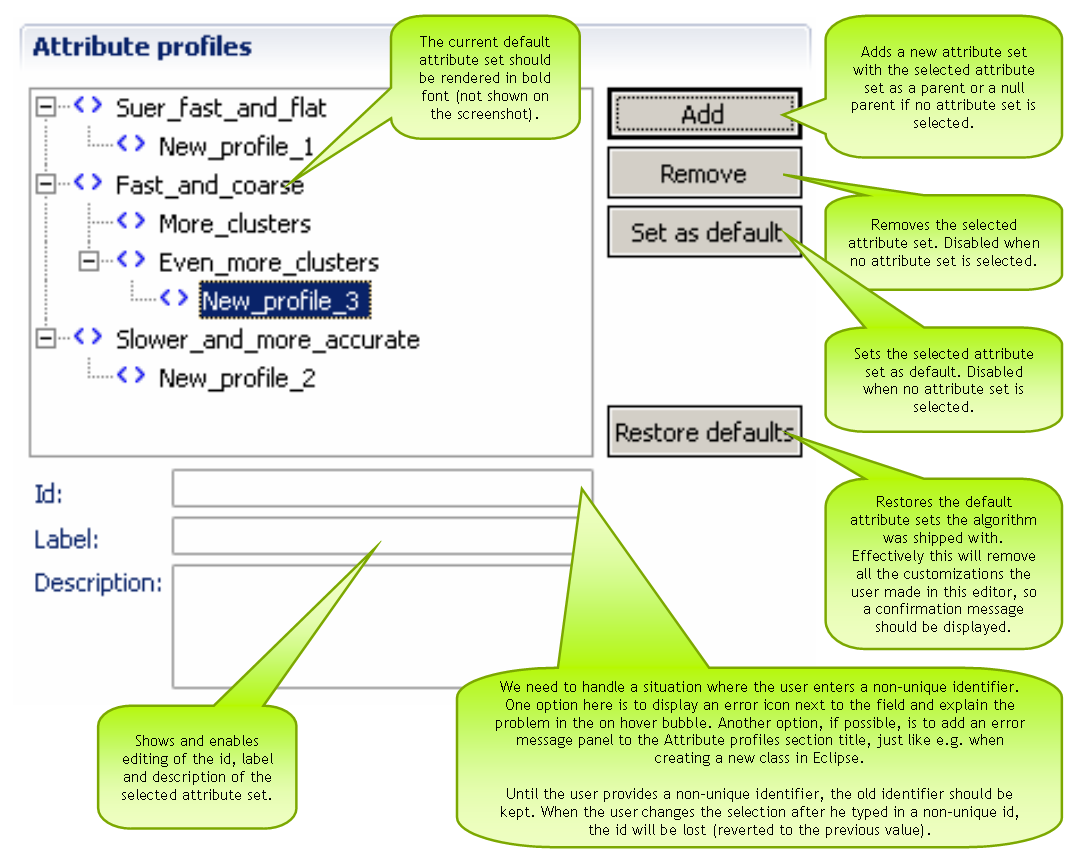 Attribute profiles
Suer_fast_and_flat
New_profile_1
Fast_and_coarse
More_clusters
Even_more_clusters
New_profile_3
Slower_and_more_accurate
New_profile_2
Add
Remove
Set as default
Restore defaults
Id:
Label:
Description:
The current default
attribute set should
be rendered in bold
font (not shown on
the screenshot).
Adds a new attribute set
with the selected attribute
set as a parent or a null
parent if no attribute set is
selected.
Removes the selected
attribute set. Disabled when
no attribute set is selected.
Sets the selected attribute
set as default. Disabled
when no attribute set is
selected.
Restores the default
attribute sets the algorithm
was shipped with.
Effectively this will remove
all the customizations the
user made in this editor, so
a confirmation message
should be displayed.
Shows and enables
editing of the id, label
and description of the
selected attribute set.
We need to handle a situation where the user enters a non-unique identifier.
One option here is to display an error icon next to the field and explain the
problem in the on hover bubble. Another option, if possible, is to add an error
message panel to the Attribute profiles section title, just like e.g. when
creating a new class in Eclipse.
Until the user provides a non-unique identifier, the old identifier should be
kept. When the user changes the selection after he typed in a non-unique id,
the id will be lost (reverted to the previous value).